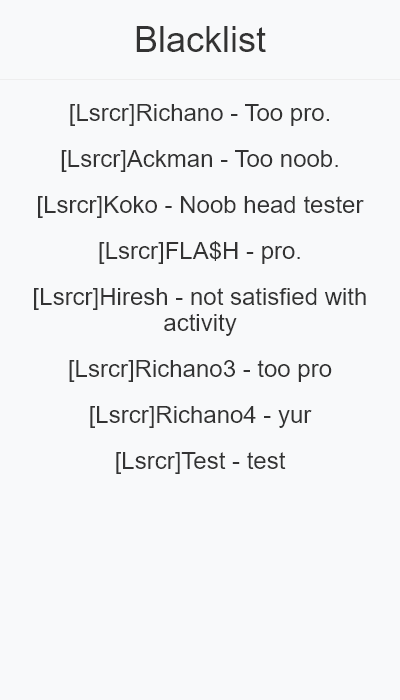 Blacklist
[Lsrcr]Richano - Too pro.
[Lsrcr]Ackman - Too noob.
[Lsrcr]Koko - Noob head tester
[Lsrcr]FLA$H - pro.
[Lsrcr]Hiresh - not satisfied with
activity
[Lsrcr]Richano3 - too pro
[Lsrcr]Richano4 - yur
[Lsrcr]Test - test